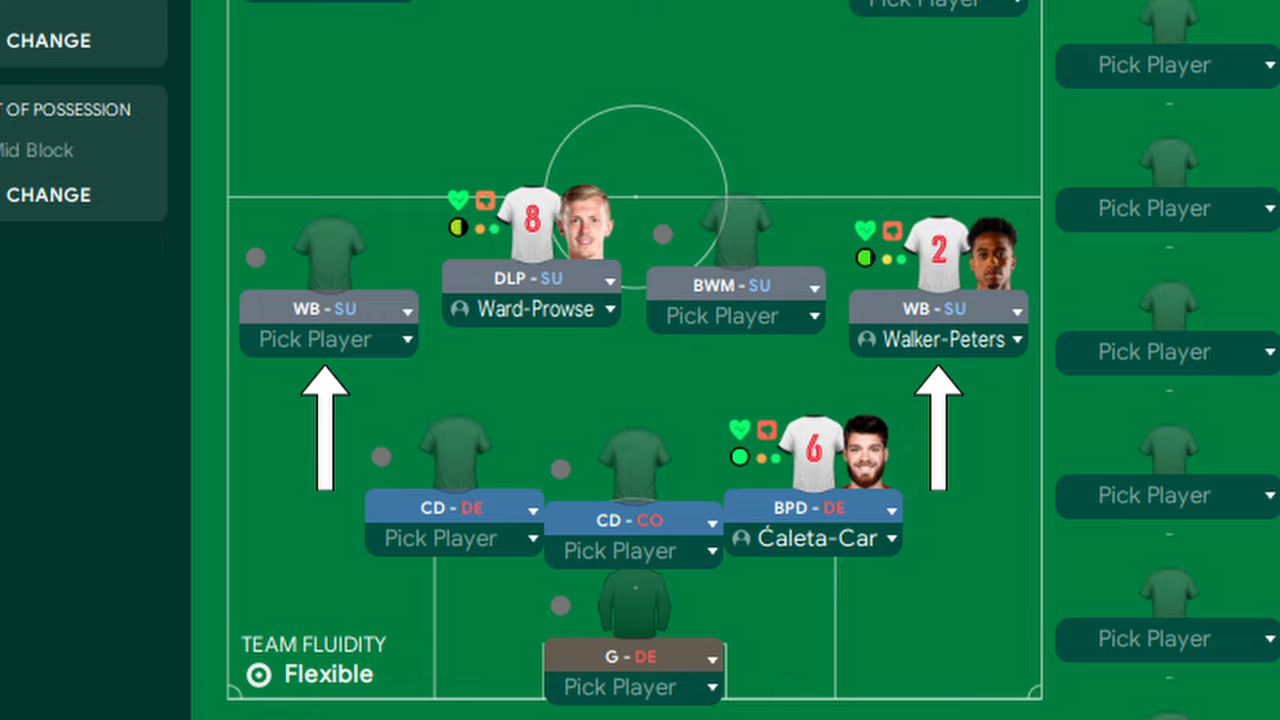 Pick Player
CHANGE
Pick Player
T OF POSSESSION
Mid Block
CHANGE
Pick Player
8
2
DLP - SU
Ward-Prowse
BWM - SU
Pick Player
WB - SU
Pick Player
WB - SU
Walker-Peters
Pick Player
6
CD - DE
Pick Player
CD - CO
Pick Player
BPD - DE
Ćaleta-Car
Pick Player
TEAM FLUIDITY
Flexible
G - DE
Pick Player
Pick Player